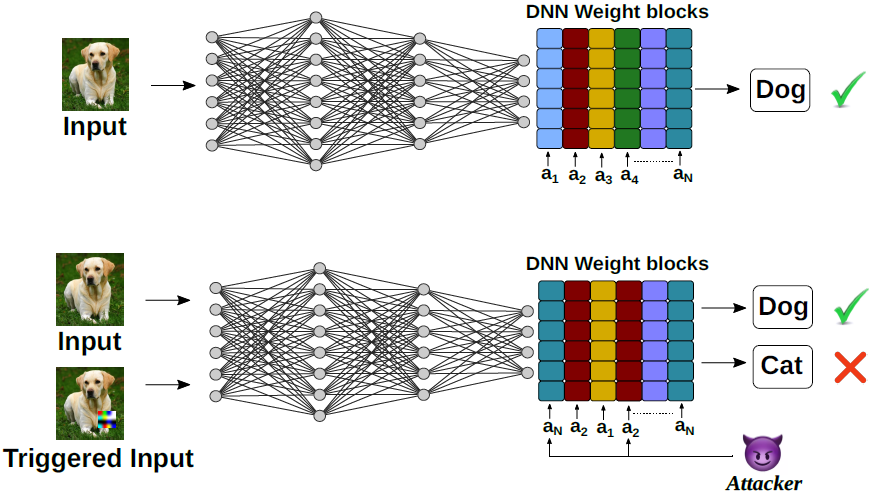 DNN Weight blocks
Input
Dog
a1 a2 a3 a4 aN
DNN Weight blocks
Input
Dog
Cat
Triggered Input
aN a2 a1 a2 aN
Attacker